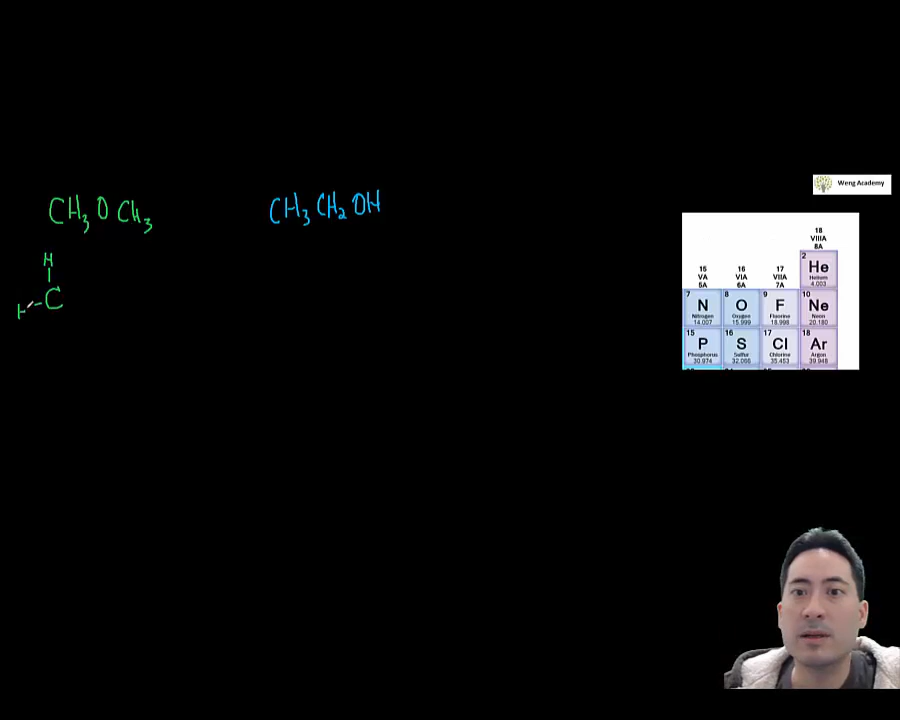 Weng Academy
CH3OCH3 CH3CH2OH
H
H-C
18
VIIIA
8A
2
He
Helium
4.003
15 16 17
VA VIA VIIA
5A 6A 7A
7 8 9 10
N O F Ne
Nitrogen Oxygen Fluorine Neon
14.007 15.999 18.998 20.180
15 16 17 18
P S Cl Ar
Phosphorus Sulfur Chlorine Argon
30.974 32.066 35.453 39.948